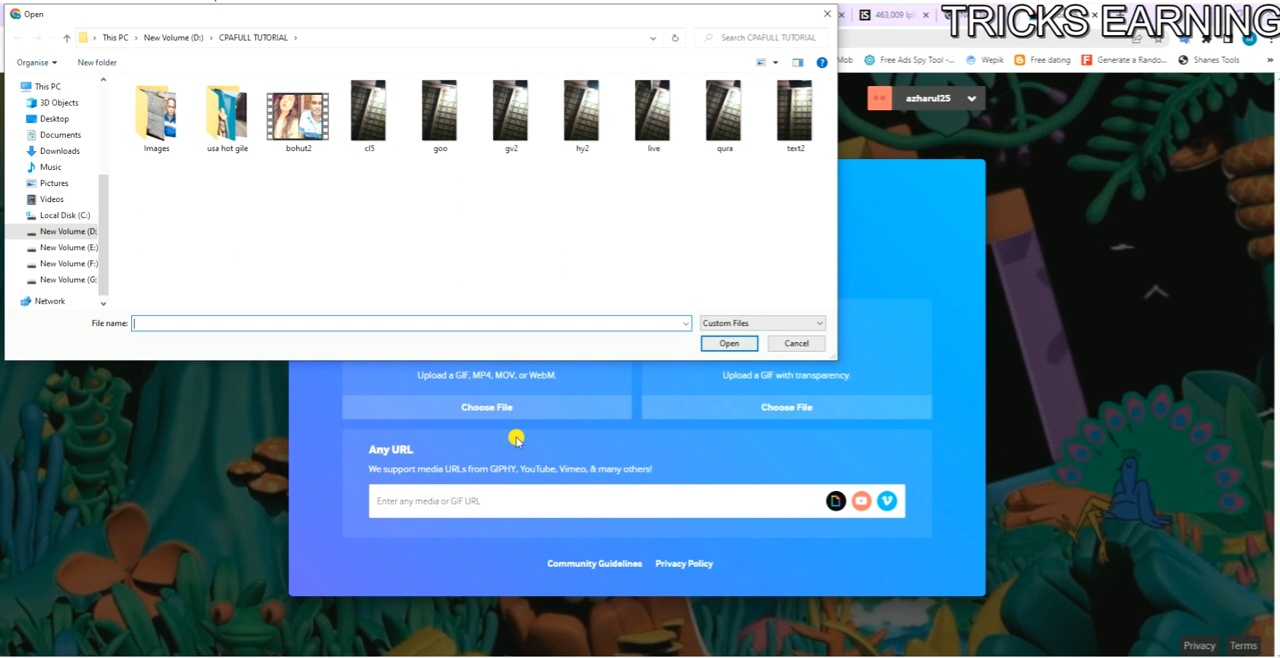 Open
TRICKS EARNING
This PC
New Volume (D:)
CPAFULL TUTORIAL
Search CPAFULL TUTORIAL
Organise
New folder
Free Ads Spy Tool -...
Wepik
Free dating
Generate a Rando...
Shanes Tools
»
This PC
3D Objects
Desktop
Documents
Downloads
Music
Pictures
Videos
Local Disk (C:)
New Volume (D:
New Volume (E:)
New Volume (F:)
New Volume (G:
Network
Images
usa hot gile
bohut2
cl5
goo
gv2
hy2
live
qura
text2
azharul25
File name:
Custom Files
Open
Cancel
Upload a GIF, MP4, MOV, or WebM.
Upload a GIF with transparency.
Choose File
Choose File
Any URL
We support media URLs from GIPHY, YouTube, Vimeo, & many others!
Enter any media or GIF URL
Community Guidelines
Privacy Policy
Privacy
Terms